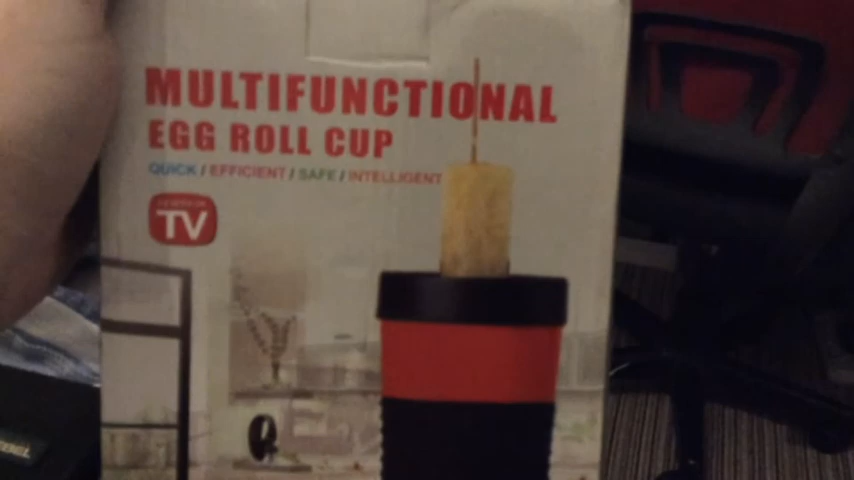 MULTIFUNCTIONAL
EGG ROLL CUP
QUICK / EFFICIENT / SAFE / INTELLIGENT
TV